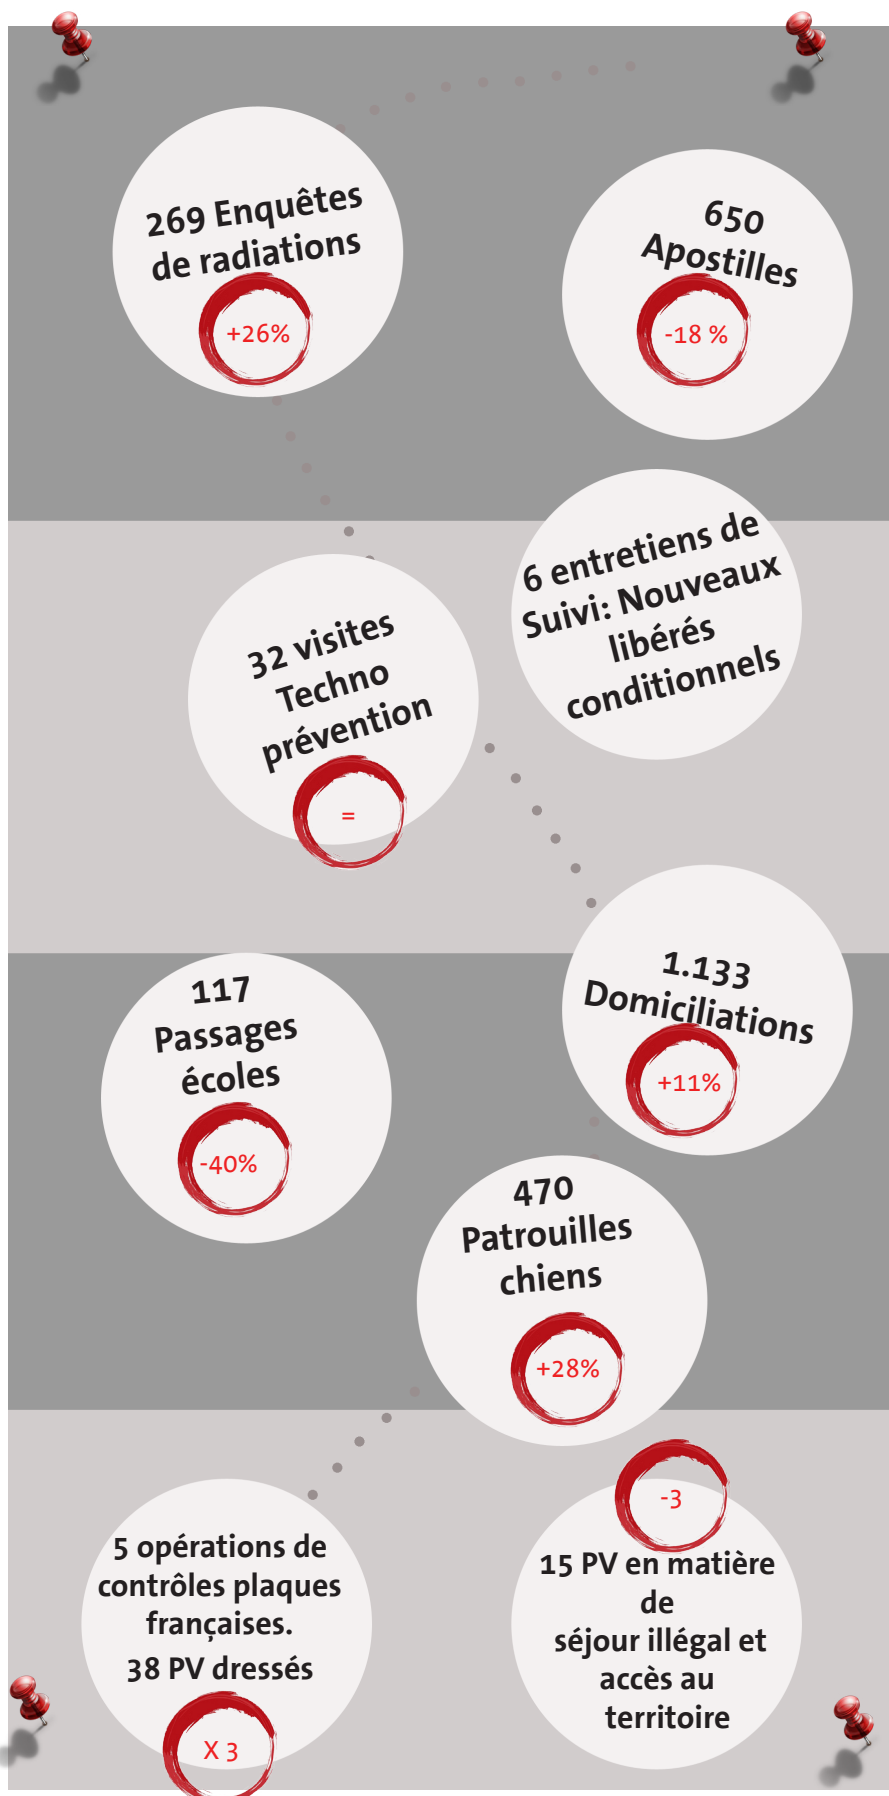 269 Enquêtes
de radiations
+26%
650
Apostilles
-18 %
6 entretiens de
Suivi: Nouveaux
libérés
conditionnels
32 visites
Techno
prévention
=
1.133
Domiciliations
+11%
117
Passages
écoles
-40%
470
Patrouilles
chiens
+28%
5 opérations de
contrôles plaques
françaises.
38 PV dressés
X 3
-3
15 PV en matière
de
séjour illégal et
accès au
territoire